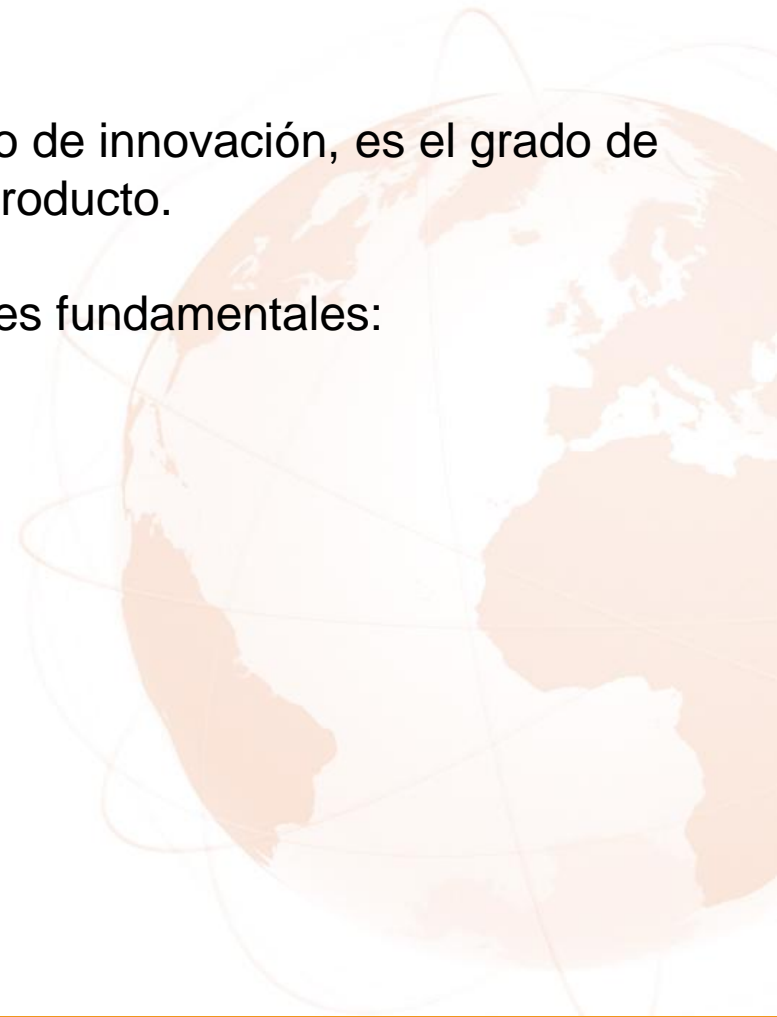 o de innovación, es el grado de
roducto.
es fundamentales: